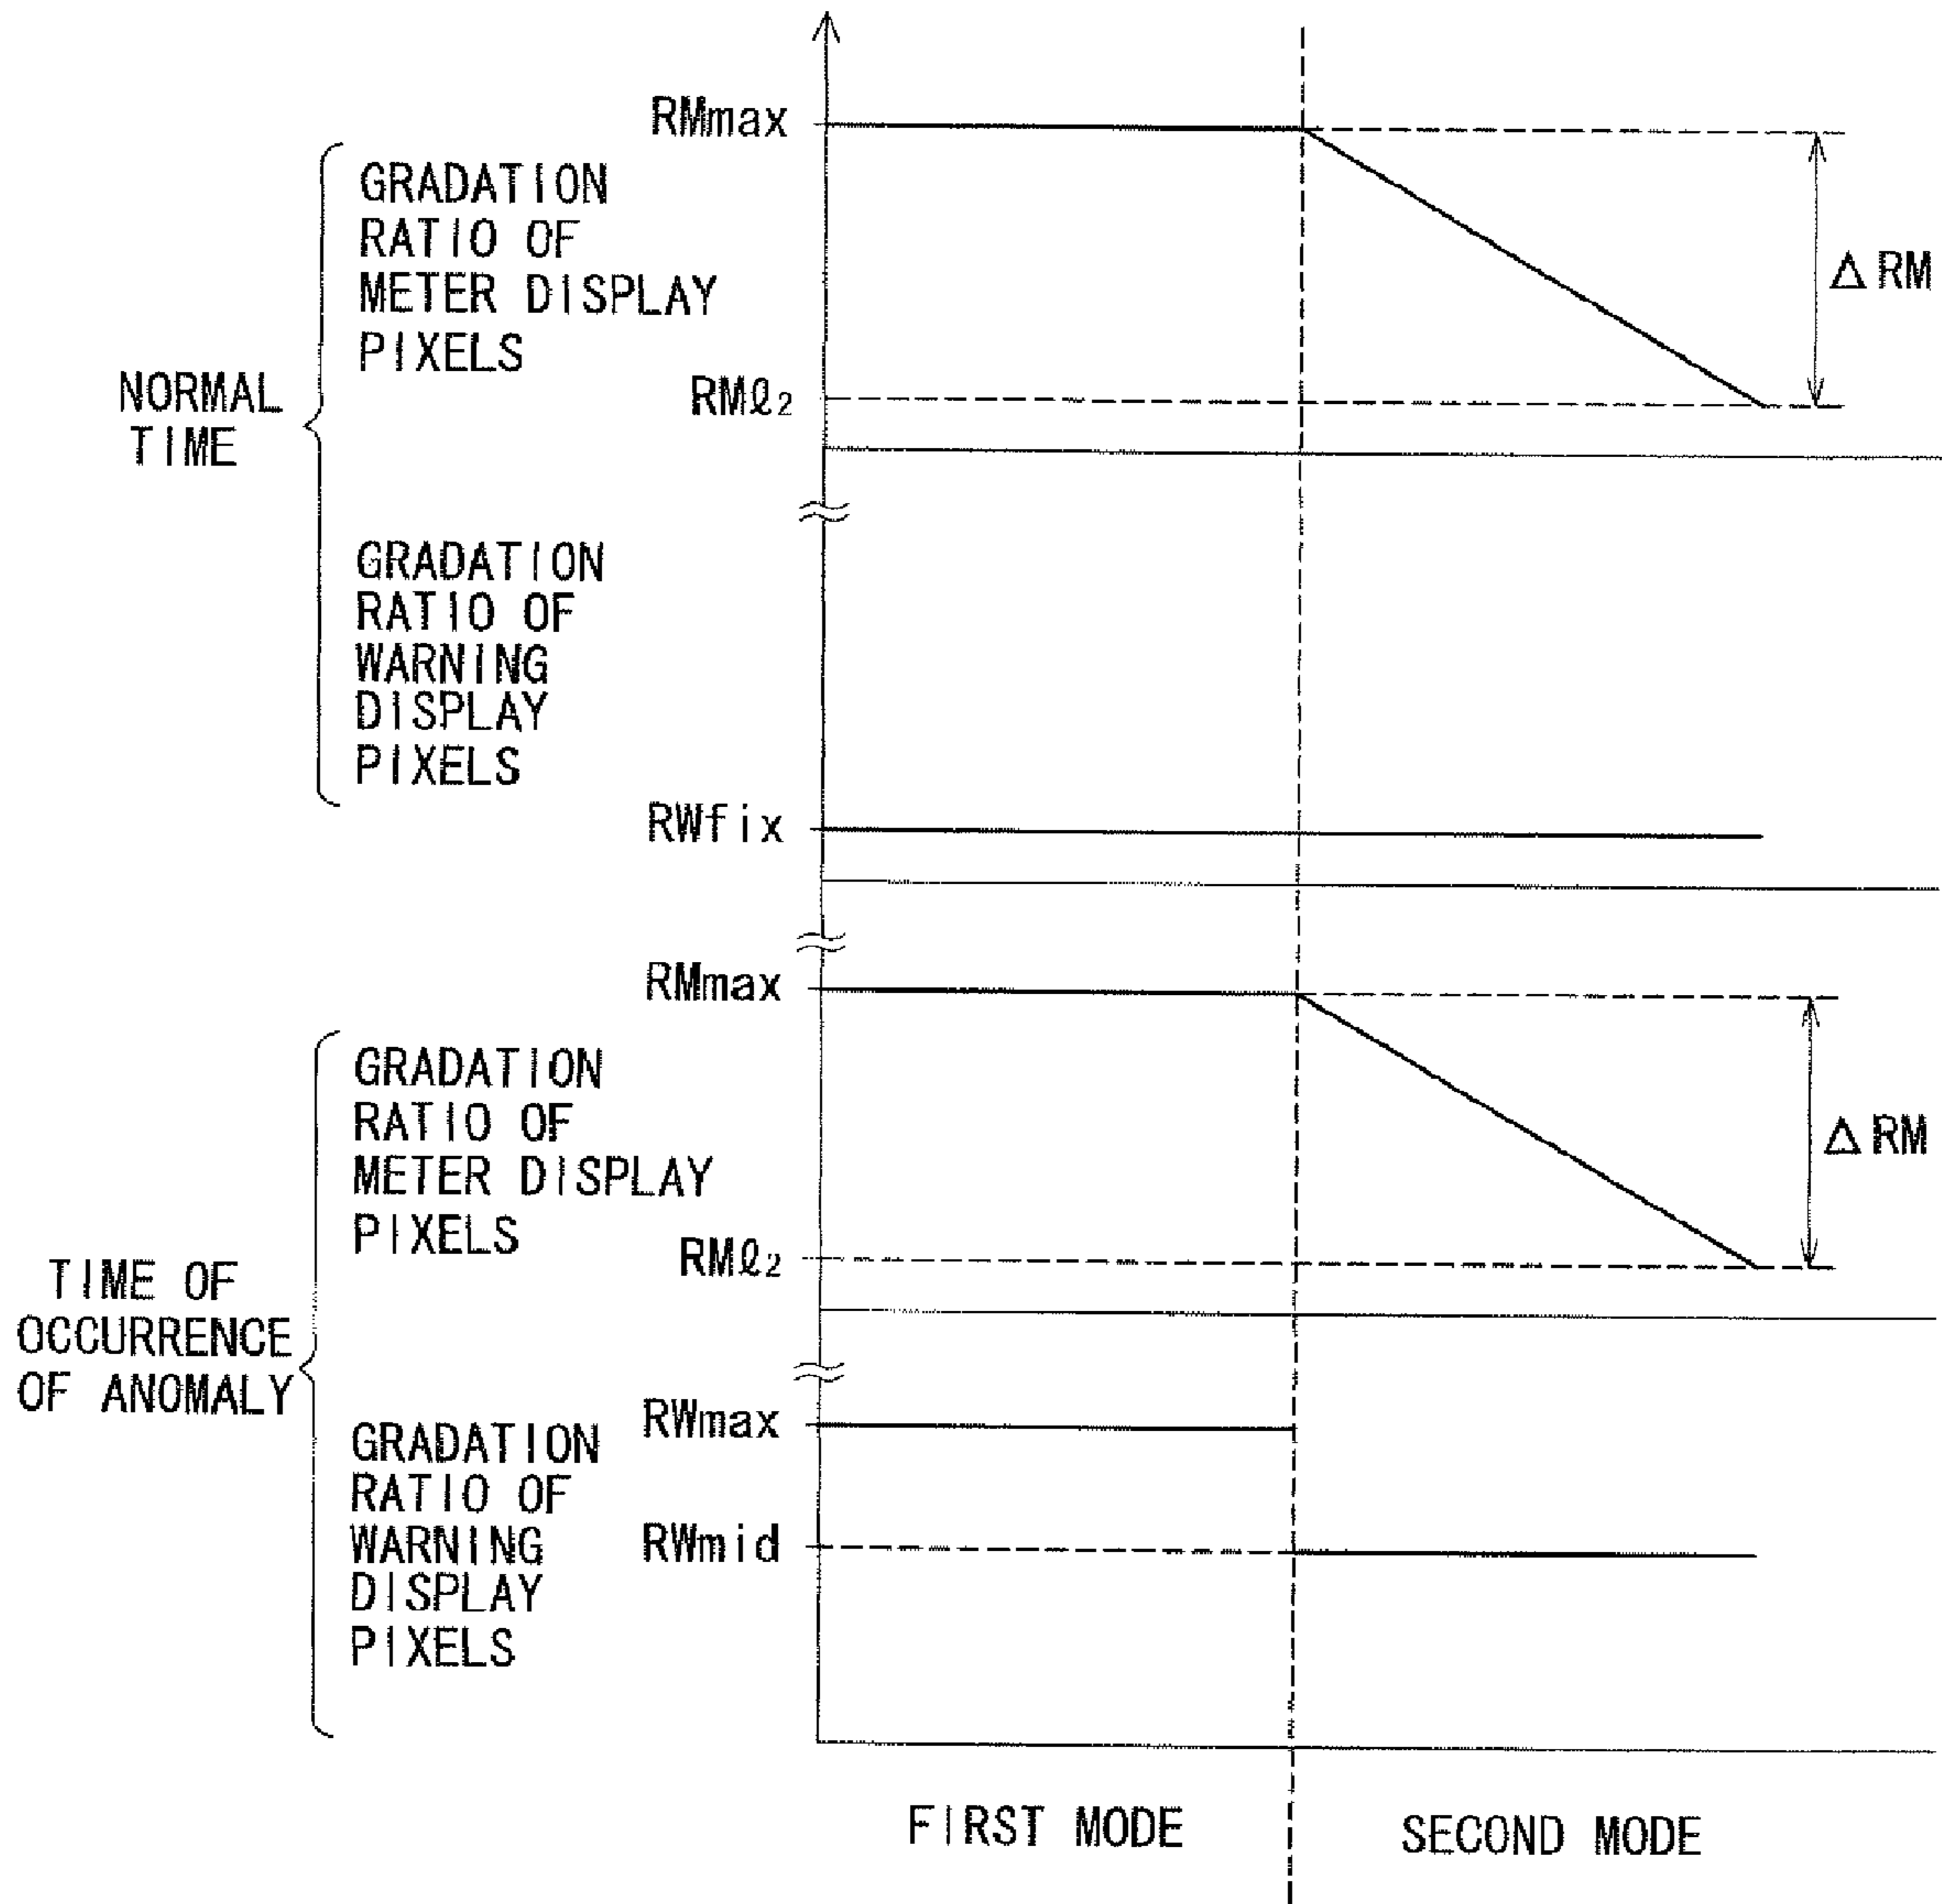 RMmax
GRADATION
RATIO OF
METER DISPLAY
PIXELS
ΔRM
RMℓ2
NORMAL
TIME
GRADATION
RATIO OF
WARNING
DISPLAY
PIXELS
RWfix
RMmax
GRADATION
RATIO OF
METER DISPLAY
PIXELS
ΔRM
RMℓ2
TIME OF
OCCURRENCE
OF ANOMALY
RWmax
GRADATION
RATIO OF
WARNING
DISPLAY
PIXELS
RWmid
FIRST MODE
SECOND MODE